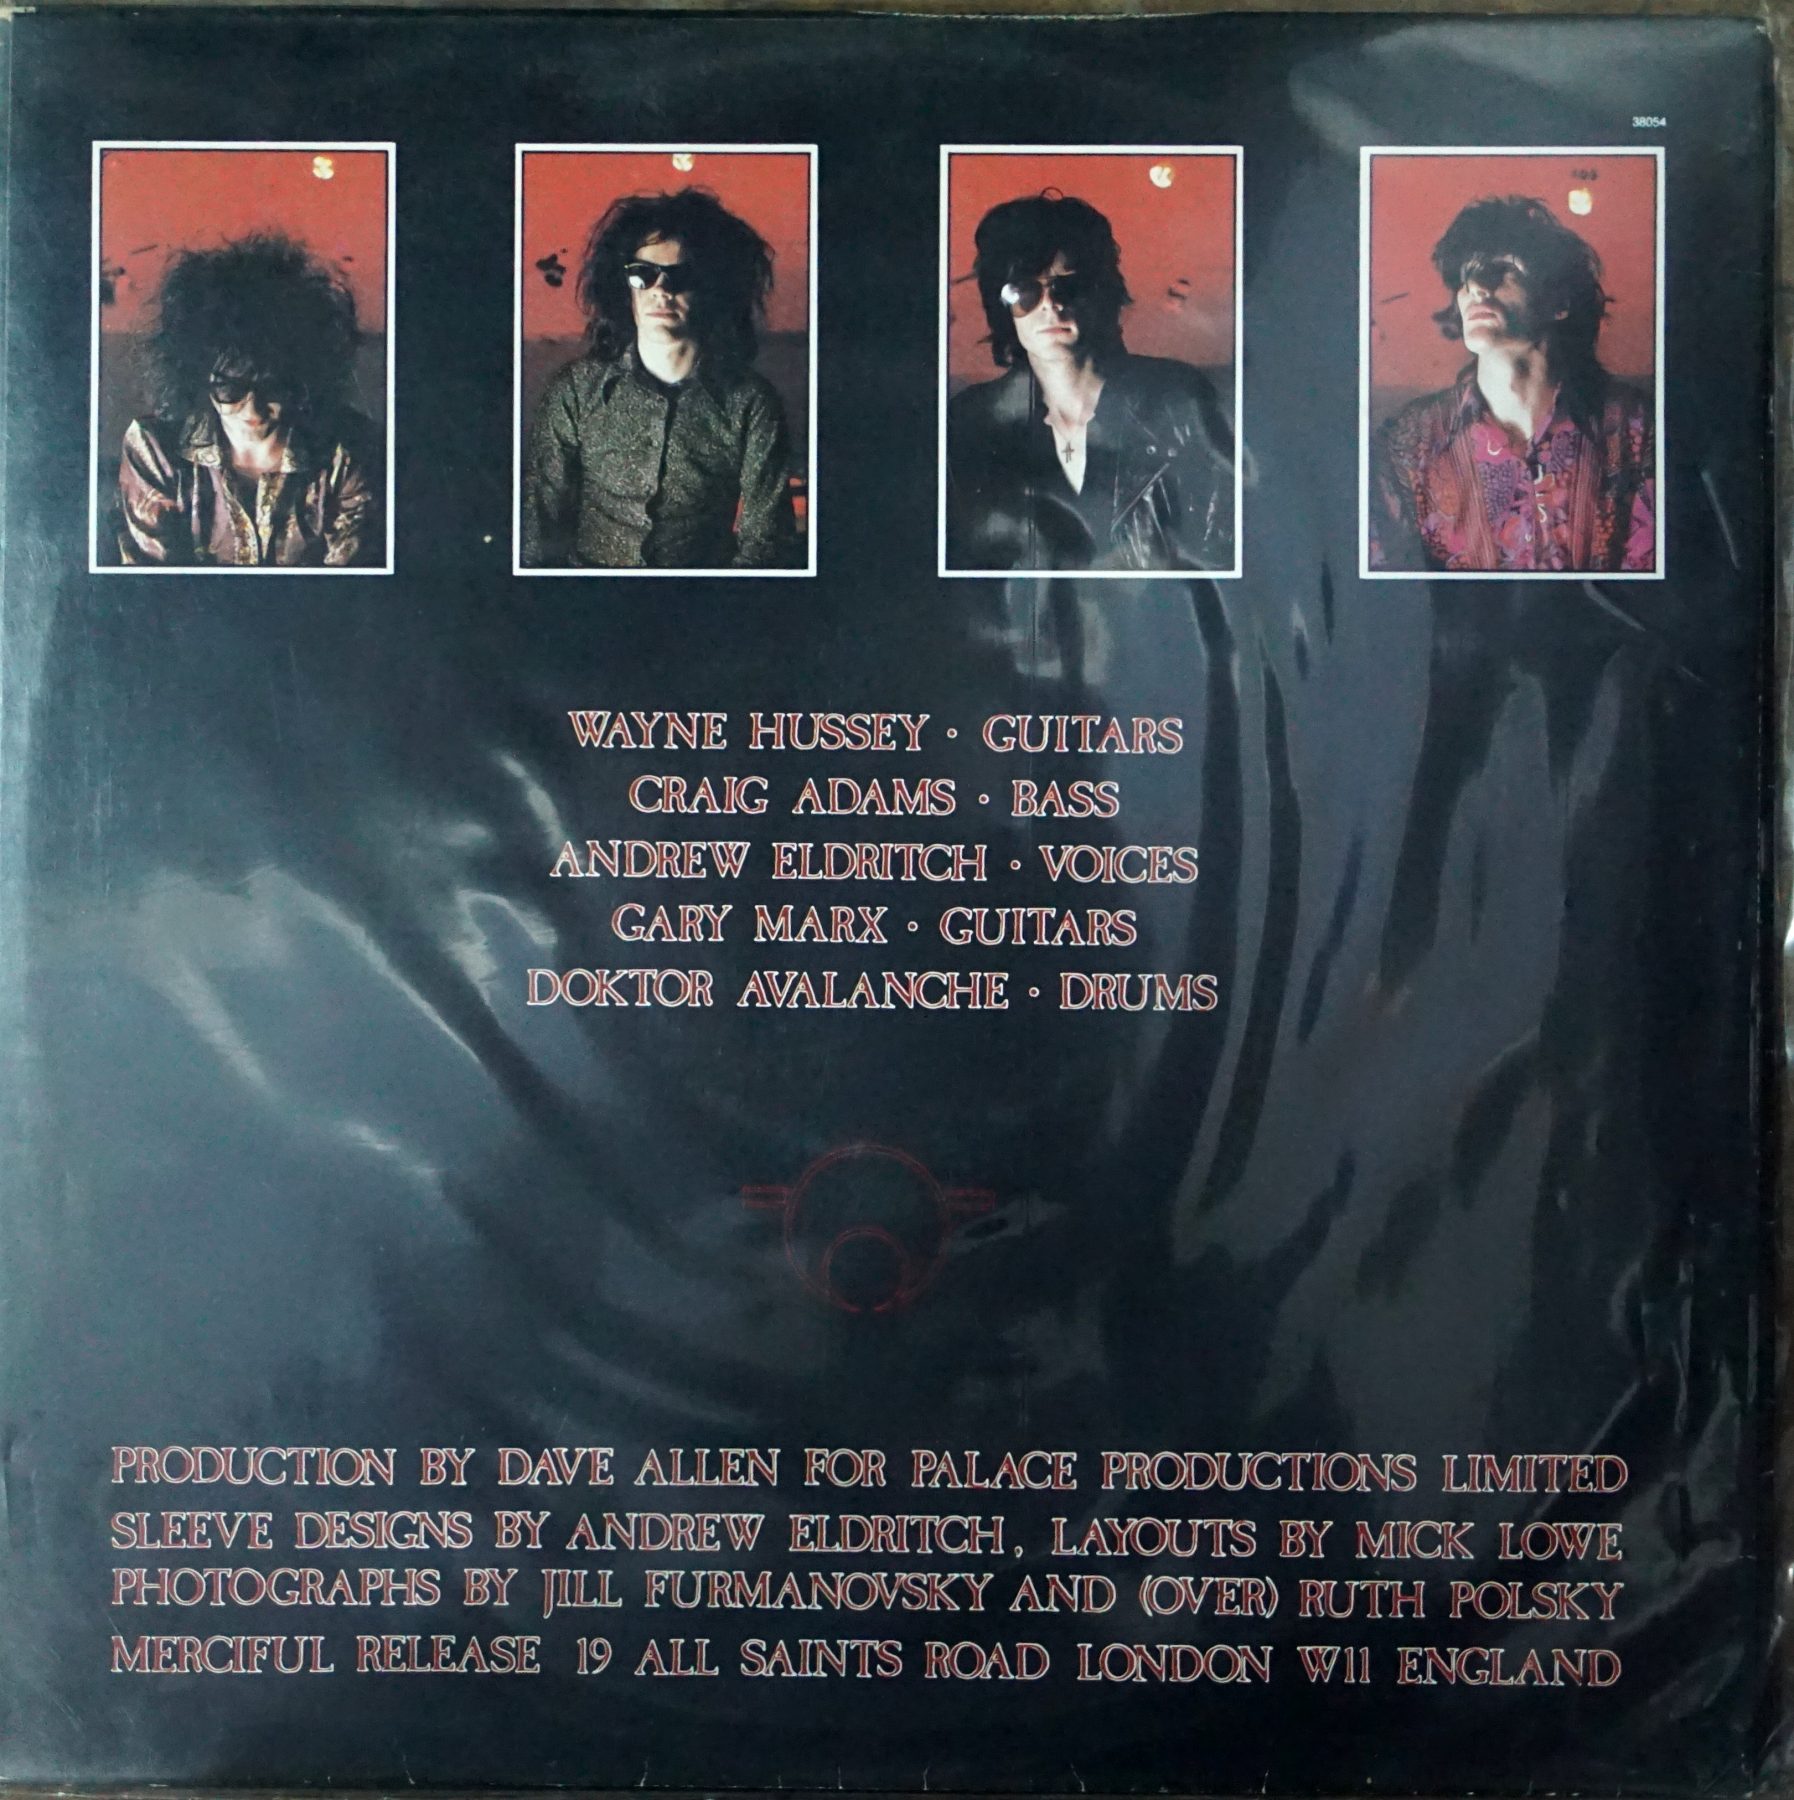 38054
WAYNE HUSSEY · GUITARS
CRAIG ADAMS · BASS
ANDREW ELDRITCH · VOICES
GARY MARX · GUITARS
DOKTOR AVALANCHE · DRUMS
PRODUCTION BY DAVE ALLEN FOR PALACE PRODUCTIONS LIMITED
SLEEVE DESIGNS BY ANDREW ELDRITCH, LAYOUTS BY MICK LOWE
PHOTOGRAPHS BY JILL FURMANOVSKY AND (OVER) RUTH POLSKY
MERCIFUL RELEASE 19 ALL SAINTS ROAD LONDON W11 ENGLAND